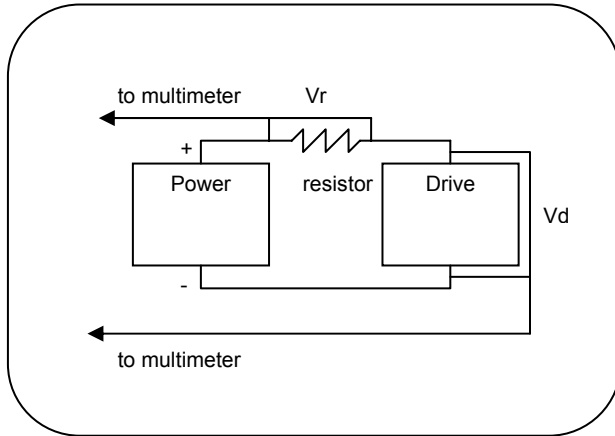 to multimeter
Vr
+
Power
resistor
Drive
Vd
-
to multimeter